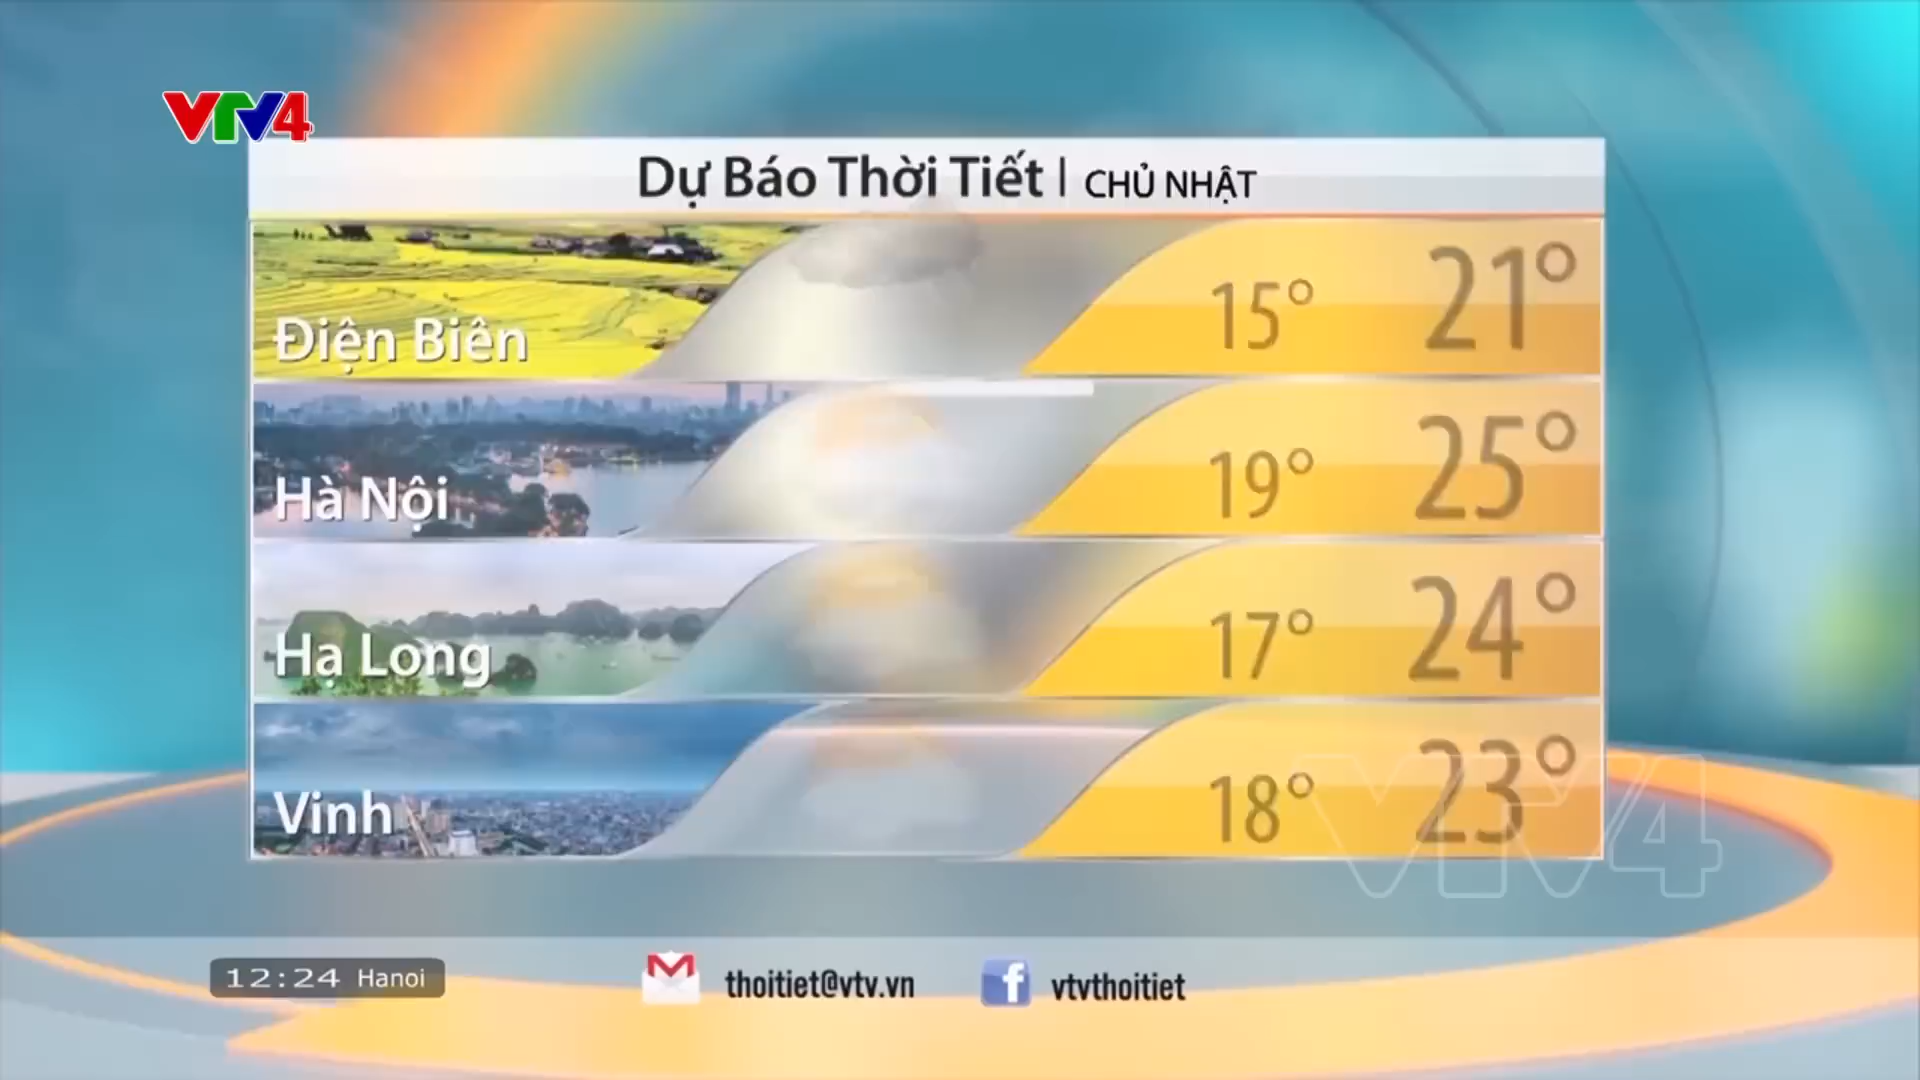 VTV4
Dự Báo Thời Tiết | CHỦ NHẬT
Điện Biên 15° 21°
Hà Nội 19° 25°
Hạ Long 17° 24°
Vinh 18° 23°
VTV4
12:24 Hanoi
thoitiet@vtv.vn
vtvthoitiet